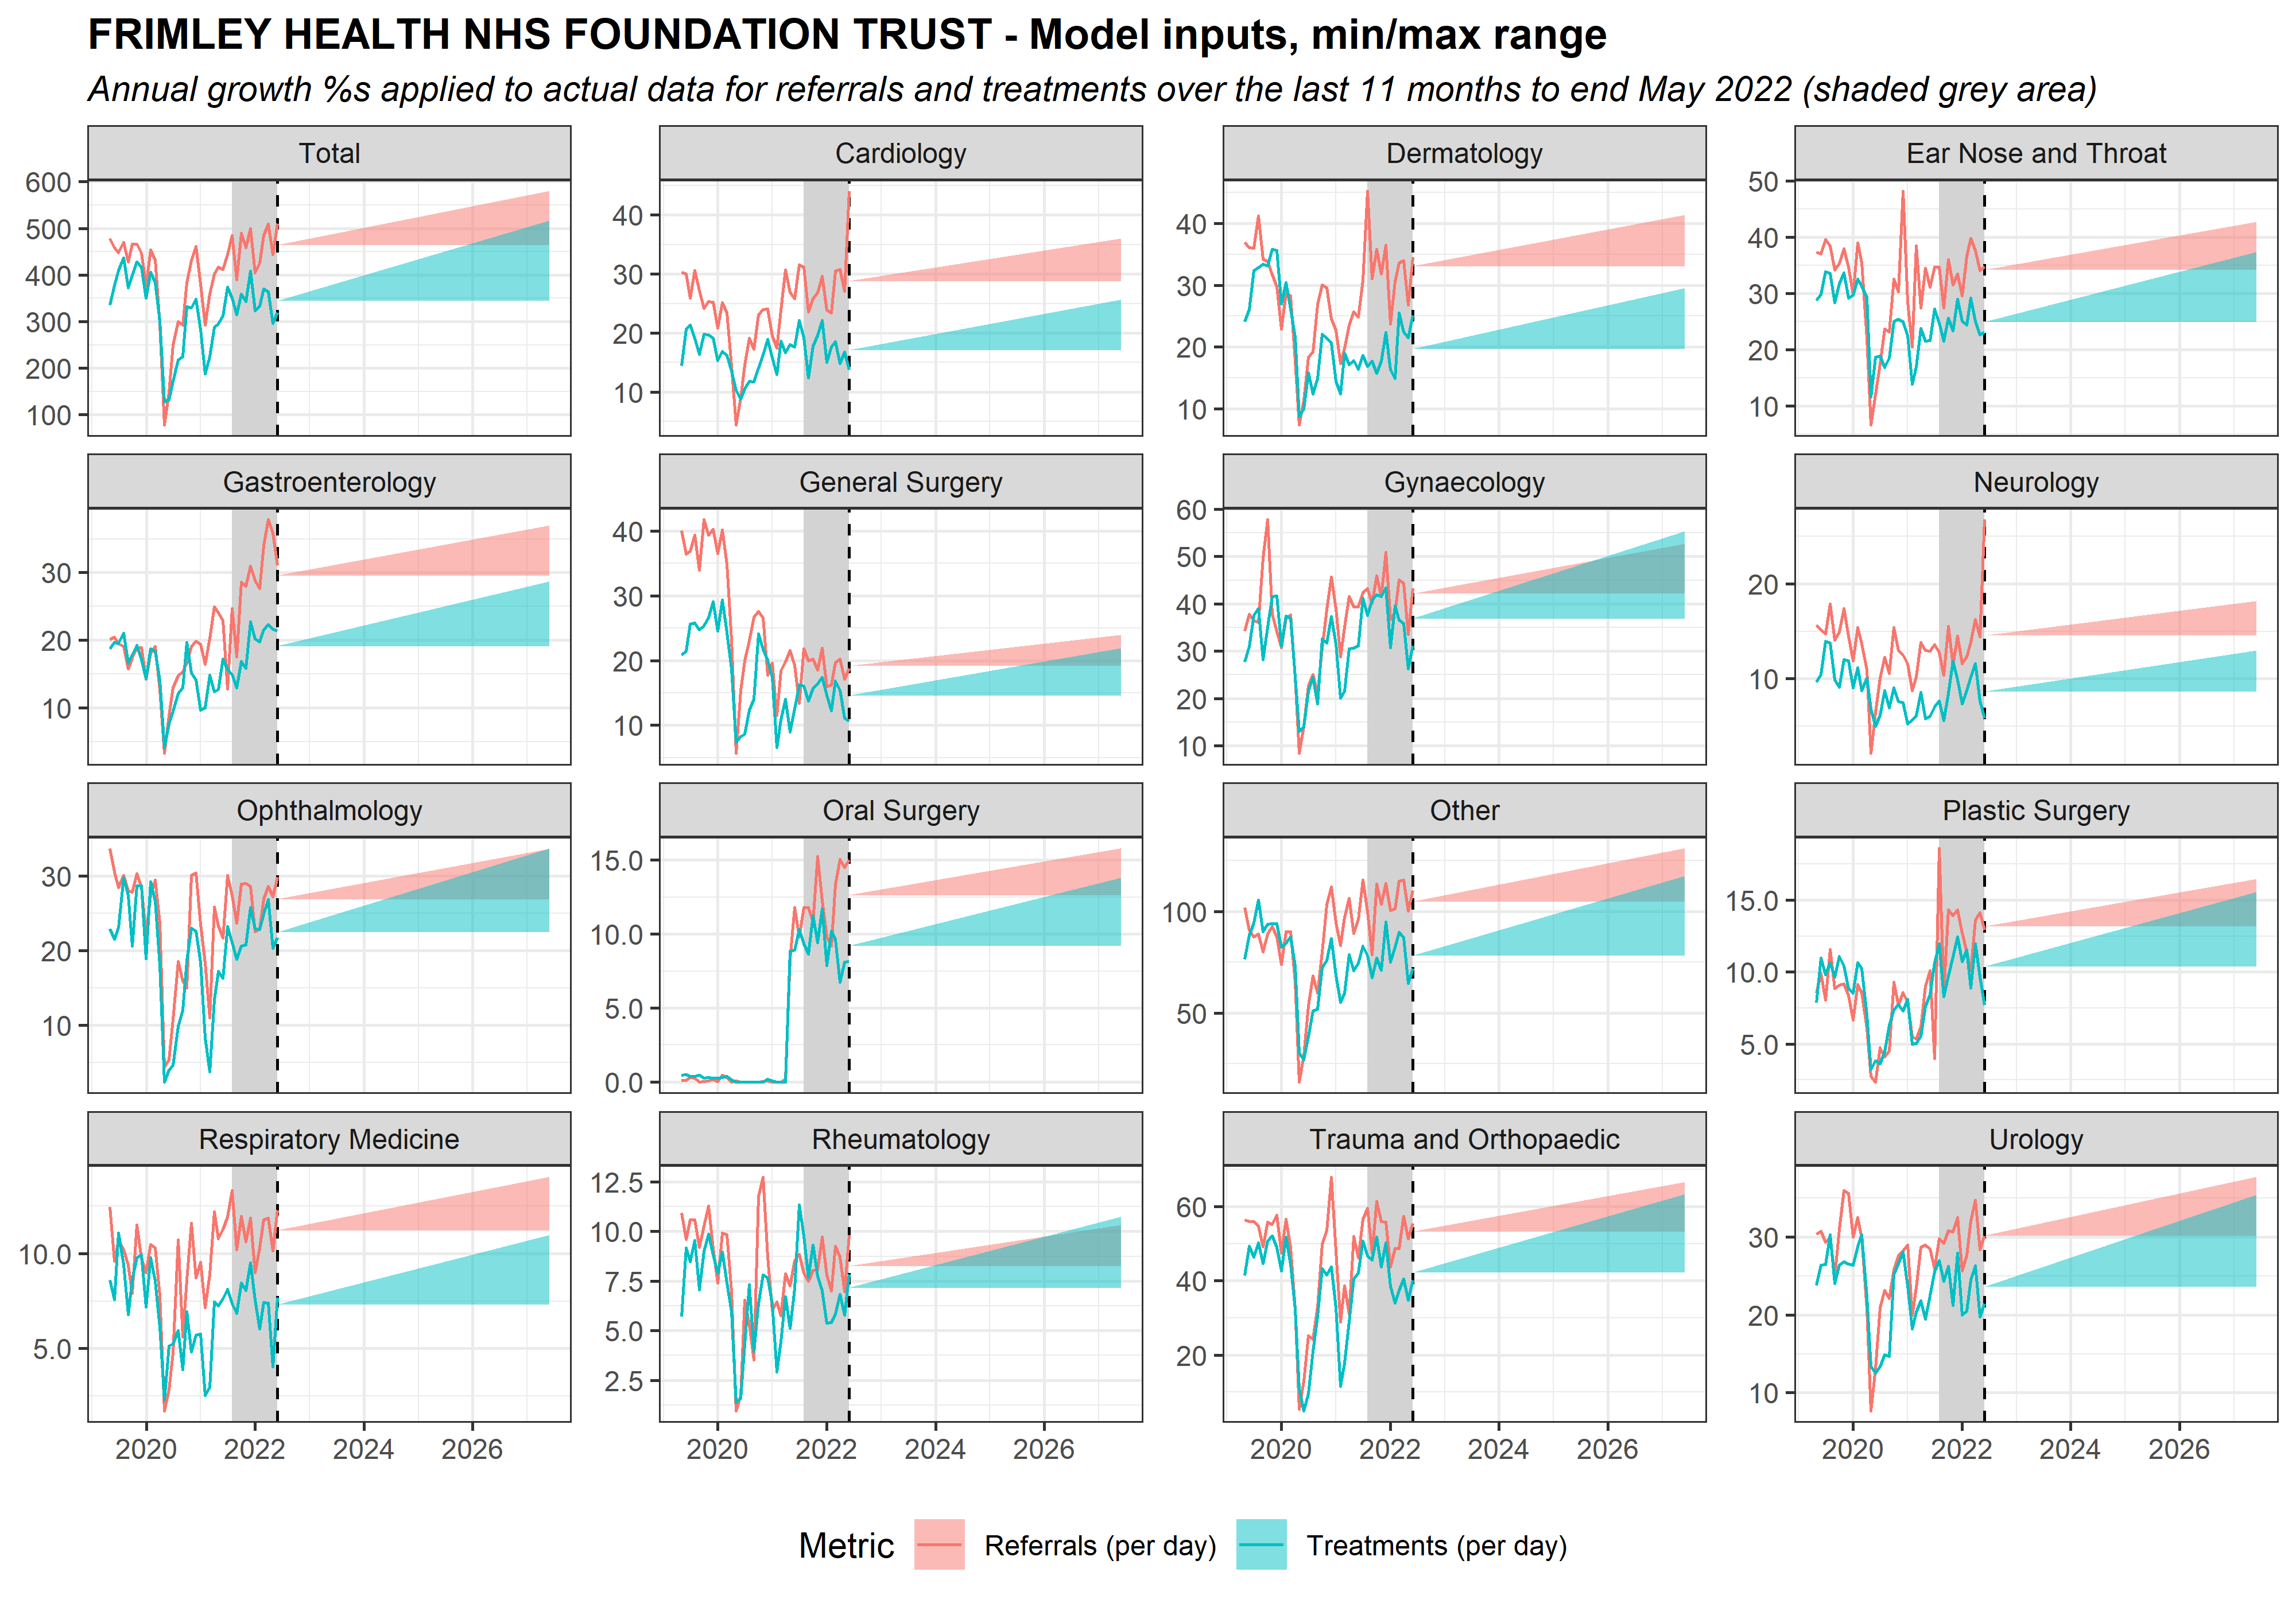 FRIMLEY HEALTH NHS FOUNDATION TRUST - Model inputs, min/max range
Annual growth %s applied to actual data for referrals and treatments over the last 11 months to end May 2022 (shaded grey area)
Total
600
500
400
300
200
100
Cardiology
40
30
20
10
Dermatology
40
30
20
10
Ear Nose and Throat
50
40
30
20
10
Gastroenterology
30
20
10
General Surgery
40
30
20
10
Gynaecology
60
50
40
30
20
10
Neurology
20
10
Ophthalmology
30
20
10
Oral Surgery
15.0
10.0
5.0
0.0
Other
100
50
Plastic Surgery
15.0
10.0
5.0
Respiratory Medicine
10.0
5.0
2020 2022 2024 2026
Rheumatology
12.5
10.0
7.5
5.0
2.5
2020 2022 2024 2026
Trauma and Orthopaedic
60
40
20
2020 2022 2024 2026
Urology
30
20
10
2020 2022 2024 2026
Metric Referrals (per day) Treatments (per day)